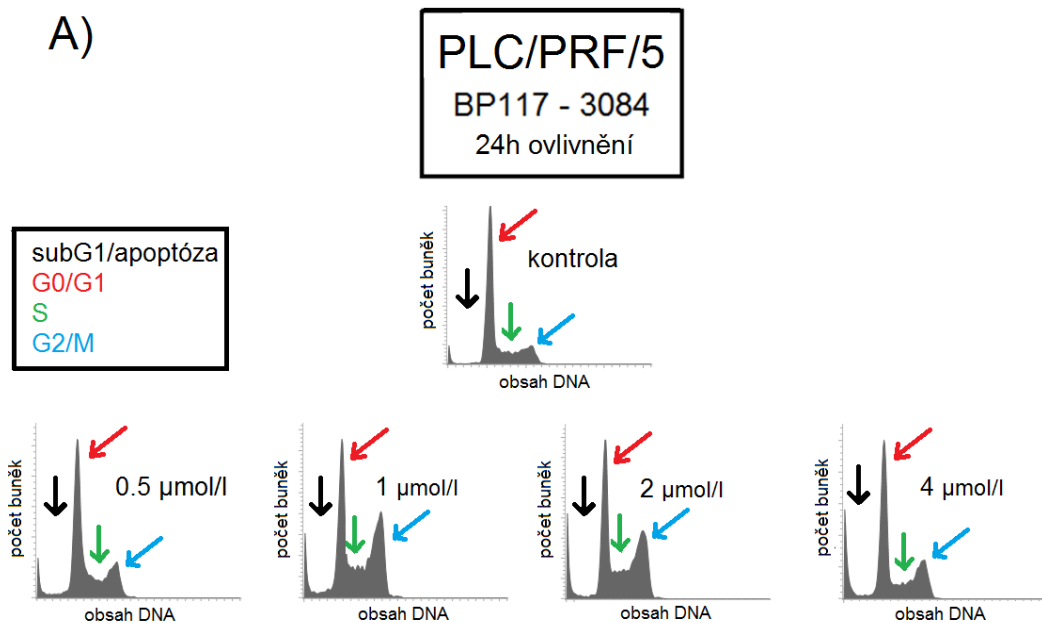 A)
PLC/PRF/5
BP117 - 3084
24h ovlivnění
subG1/apoptóza
G0/G1
S
G2/M
počet buněk
kontrola
obsah DNA
počet buněk
0.5 µmol/l
obsah DNA
počet buněk
1 µmol/l
obsah DNA
počet buněk
2 µmol/l
obsah DNA
počet buněk
4 µmol/l
obsah DNA